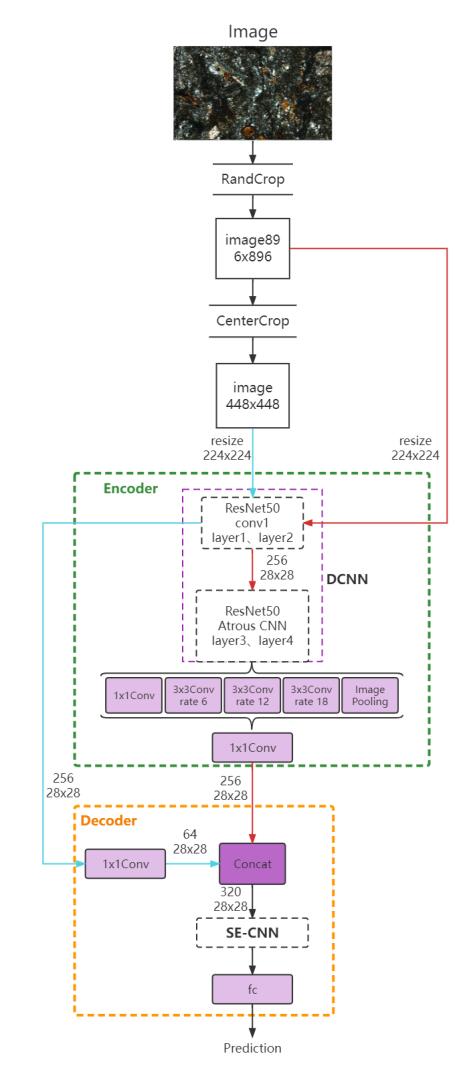 Image
RandCrop
image89
6x896
CenterCrop
image
448x448
resize
224x224
resize
224x224
Encoder
ResNet50
conv1
layer1、layer2
256
28x28
DCNN
ResNet50
Atrous CNN
layer3、layer4
1x1Conv
3x3Conv
rate 6
3x3Conv
rate 12
3x3Conv
rate 18
Image
Pooling
1x1Conv
256
28x28
256
28x28
Decoder
1x1Conv
64
28x28
Concat
320
28x28
SE-CNN
fc
Prediction